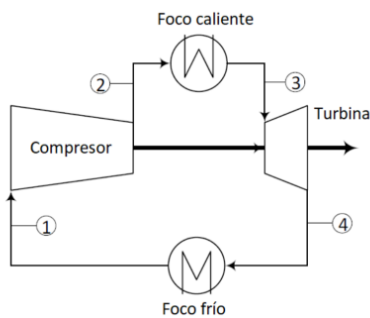 Foco caliente
②
③
Turbina
Compresor
①
④
Foco frío